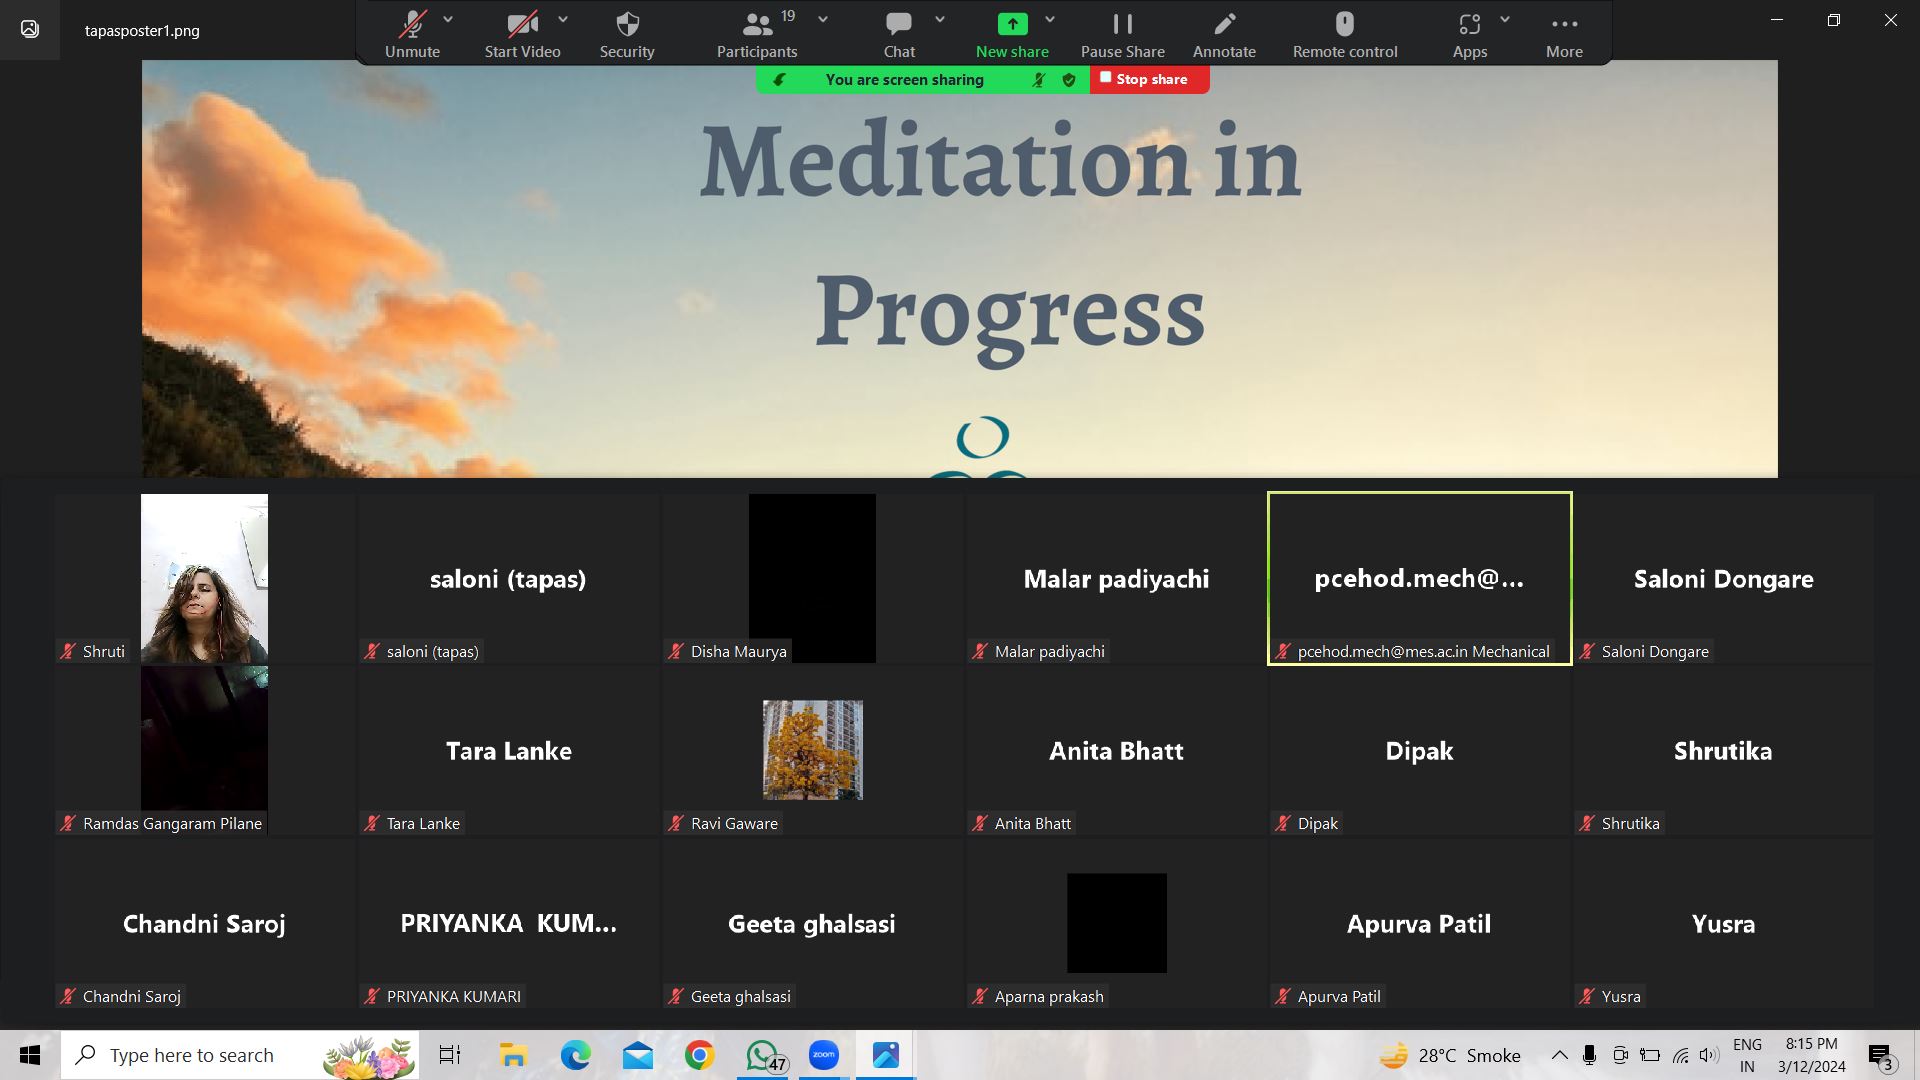 tapasposter1.png
Unmute
Start Video
Security
Participants
19
Chat
New share
Pause Share
Annotate
Remote control
Apps
More
You are screen sharing
Stop share
Meditation in
Progress
Shruti
saloni (tapas)
saloni (tapas)
Disha Maurya
Malar padiyachi
Malar padiyachi
pcehod.mech@...
pcehod.mech@mes.ac.in Mechanical
Saloni Dongare
Saloni Dongare
Ramdas Gangaram Pilane
Tara Lanke
Tara Lanke
Ravi Gaware
Anita Bhatt
Anita Bhatt
Dipak
Dipak
Shrutika
Shrutika
Chandni Saroj
Chandni Saroj
PRIYANKA KUM...
PRIYANKA KUMARI
Geeta ghalsasi
Geeta ghalsasi
Aparna prakash
Apurva Patil
Apurva Patil
Yusra
Yusra
Type here to search
47
zoom
28°C Smoke
ENG
IN
8:15 PM
3/12/2024
3